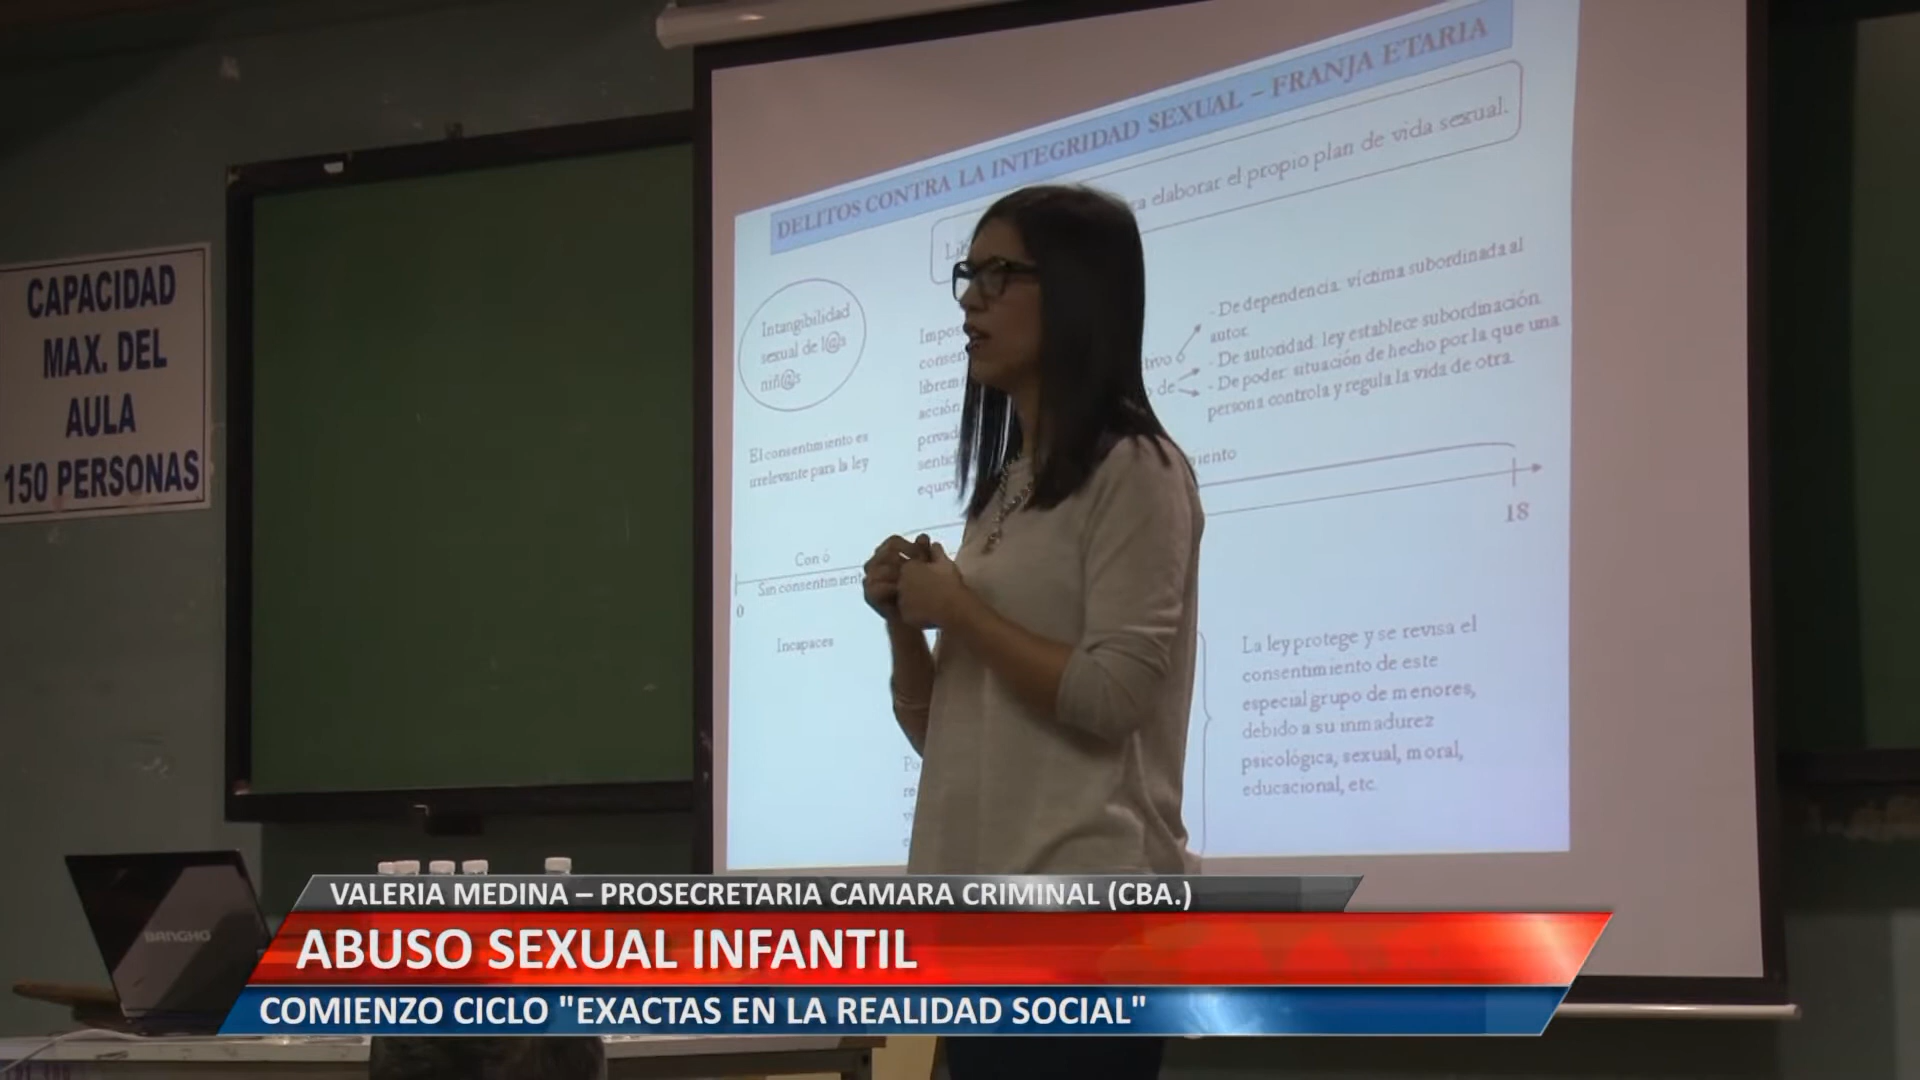 DELITOS CONTRA LA INTEGRIDAD SEXUAL – FRANJA ETARIA
elaborar el propio plan de vida sexual.
Intangibilidad
sexual de l@s
niñ@s
El consentimiento es
irrelevante para la ley
- De dependencia: víctima subordinada al
autor.
- De autoridad: ley establece subordinación.
- De poder: situación de hecho por la que una
persona controla y regula la vida de otra.
18
Con ó
Sin consentimiento
0
Incapaces
La ley protege y se revisa el
consentimiento de este
especial grupo de menores,
debido a su inmadurez
psicológica, sexual, moral,
educacional, etc.
CAPACIDAD
MAX. DEL
AULA
150 PERSONAS
BANGHO
VALERIA MEDINA – PROSECRETARIA CAMARA CRIMINAL (CBA.)
ABUSO SEXUAL INFANTIL
COMIENZO CICLO "EXACTAS EN LA REALIDAD SOCIAL"